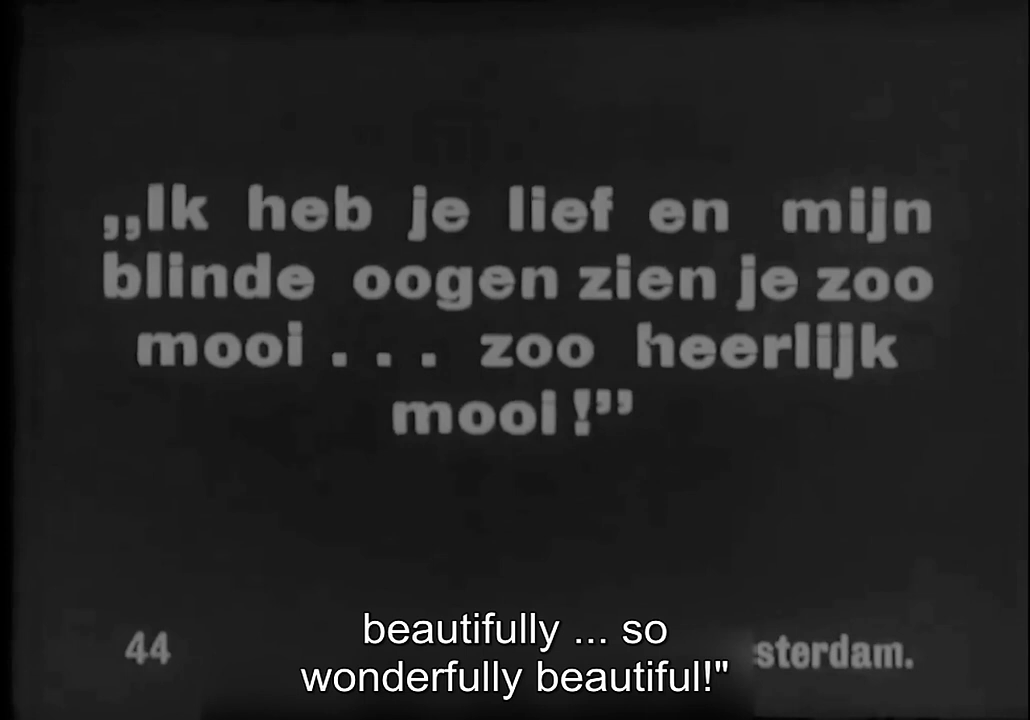 „Ik heb je lief en mijn
blinde oogen zien je zoo
mooi . . . zoo heerlijk
mooi !”
44
sterdam.
beautifully ... so
wonderfully beautiful!"